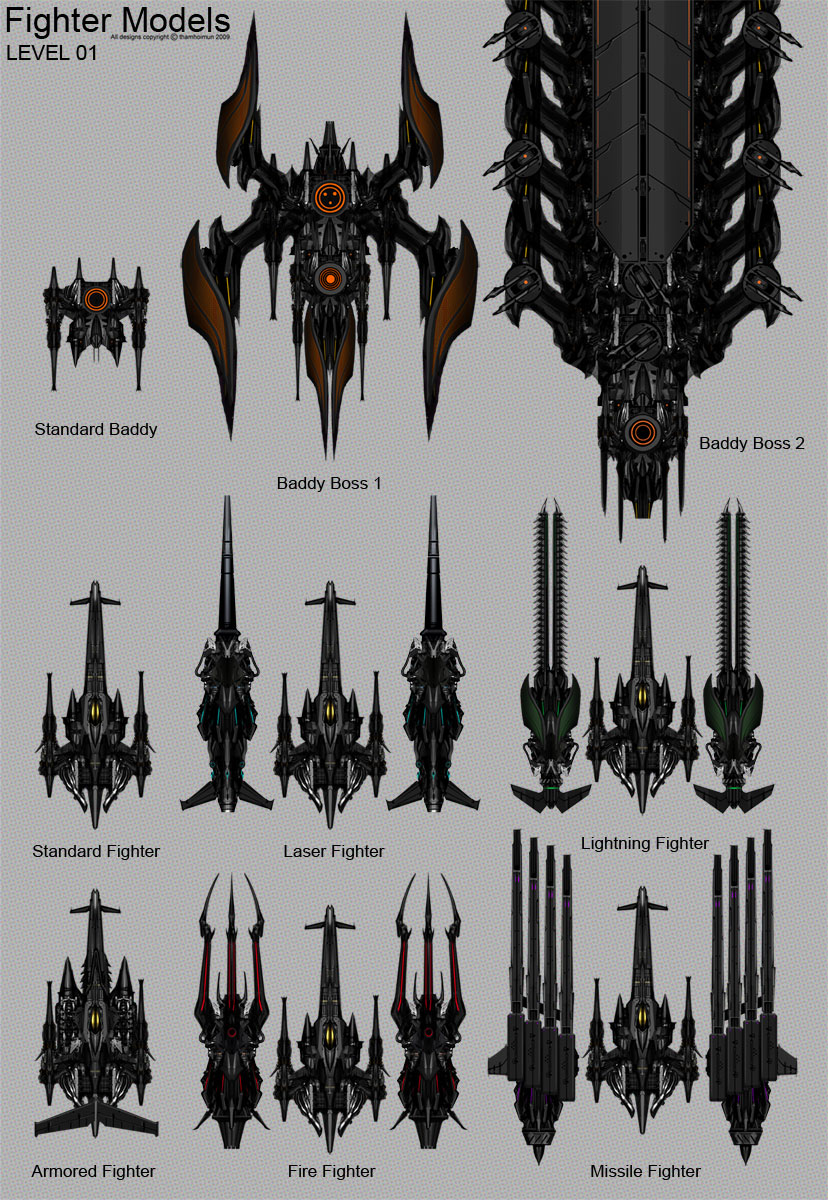 Fighter Models
All designs copyright © thamhoimun 2009
LEVEL 01
Standard Baddy
Baddy Boss 1
Baddy Boss 2
Standard Fighter
Laser Fighter
Lightning Fighter
Armored Fighter
Fire Fighter
Missile Fighter